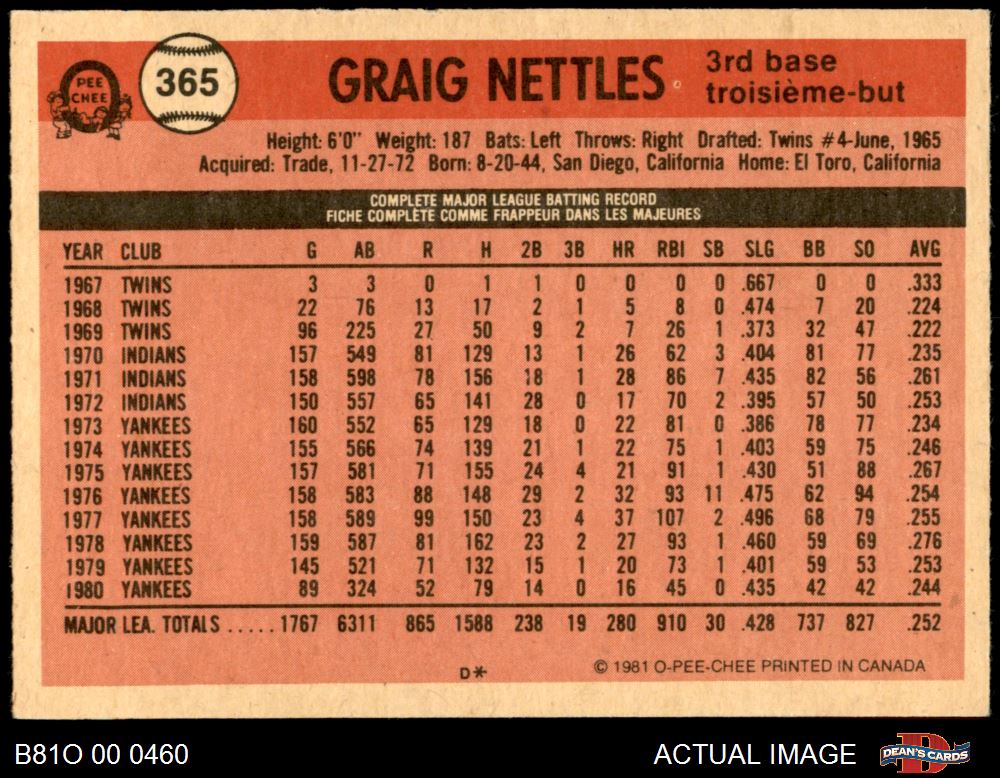 PEE
CHEE
365
GRAIG NETTLES
3rd base
troisième-but
Height: 6'0" Weight: 187 Bats: Left Throws: Right Drafted: Twins #4-June, 1965
Acquired: Trade, 11-27-72 Born: 8-20-44, San Diego, California Home: El Toro, California
COMPLETE MAJOR LEAGUE BATTING RECORD
FICHE COMPLÈTE COMME FRAPPEUR DANS LES MAJEURES
YEAR CLUB G AB R H 2B 3B HR RBI SB SLG BB SO AVG
1967 TWINS 3 3 0 1 1 0 0 0 0 .667 0 0 .333
1968 TWINS 22 76 13 17 2 1 5 8 0 .474 7 20 .224
1969 TWINS 96 225 27 50 9 2 7 26 1 .373 32 47 .222
1970 INDIANS 157 549 81 129 13 1 26 62 3 .404 81 77 .235
1971 INDIANS 158 598 78 156 18 1 28 86 7 .435 82 56 .261
1972 INDIANS 150 557 65 141 28 0 17 70 2 .395 57 50 .253
1973 YANKEES 160 552 65 129 18 0 22 81 0 .386 78 77 .234
1974 YANKEES 155 566 74 139 21 1 22 75 1 .403 59 75 .246
1975 YANKEES 157 581 71 155 24 4 21 91 1 .430 51 88 .267
1976 YANKEES 158 583 88 148 29 2 32 93 11 .475 62 94 .254
1977 YANKEES 158 589 99 150 23 4 37 107 2 .496 68 79 .255
1978 YANKEES 159 587 81 162 23 2 27 93 1 .460 59 69 .276
1979 YANKEES 145 521 71 132 15 1 20 73 1 .401 59 53 .253
1980 YANKEES 89 324 52 79 14 0 16 45 0 .435 42 42 .244
MAJOR LEA. TOTALS ..... 1767 6311 865 1588 238 19 280 910 30 .428 737 827 .252
D*
© 1981 O-PEE-CHEE PRINTED IN CANADA
B81O 00 0460
ACTUAL IMAGE
DEAN'S CARDS